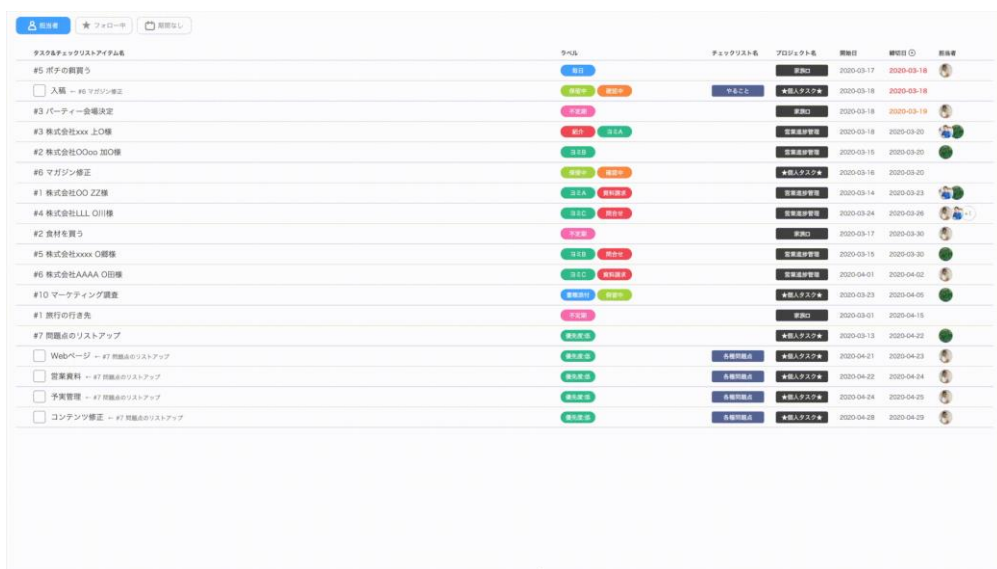 担当者 ★ フォロー中 期限なし
タスク&チェックリストアイテム名 ラベル チェックリスト名 プロジェクト名 開始日 締切日 担当者
#5 ポチの餌買う 毎日 家族〇 2020-03-17 2020-03-18
入稿 ← #6 マガジン修正 保留中 確認中 やること ★個人タスク★ 2020-03-18 2020-03-18
#3 パーティー会場決定 不定期 家族〇 2020-03-18 2020-03-19
#3 株式会社xxx 上〇様 紹介 ヨミA 営業進捗管理 2020-03-18 2020-03-20
#2 株式会社〇〇oo 加〇様 ヨミB 営業進捗管理 2020-03-15 2020-03-20
#6 マガジン修正 保留中 確認中 ★個人タスク★ 2020-03-16 2020-03-20
#1 株式会社〇〇 ZZ様 ヨミA 資料請求 営業進捗管理 2020-03-14 2020-03-23
#4 株式会社LLL 〇川様 ヨミC 問合せ 営業進捗管理 2020-03-24 2020-03-26 +1
#2 食材を買う 不定期 家族〇 2020-03-17 2020-03-30
#5 株式会社xxxx 〇郷様 ヨミB 問合せ 営業進捗管理 2020-03-15 2020-03-30
#6 株式会社AAAA 〇田様 ヨミC 資料請求 営業進捗管理 2020-04-01 2020-04-02
#10 マーケティング調査 保留中 ★個人タスク★ 2020-03-23 2020-04-05
#1 旅行の行き先 不定期 家族〇 2020-03-01 2020-04-15
#7 問題点のリストアップ 優先度:低 ★個人タスク★ 2020-03-13 2020-04-22
Webページ ← #7 問題点のリストアップ 優先度:低 各種問題点 ★個人タスク★ 2020-04-21 2020-04-23
営業資料 ← #7 問題点のリストアップ 優先度:低 各種問題点 ★個人タスク★ 2020-04-22 2020-04-24
予実管理 ← #7 問題点のリストアップ 優先度:低 各種問題点 ★個人タスク★ 2020-04-24 2020-04-25
コンテンツ修正 ← #7 問題点のリストアップ 優先度:低 各種問題点 ★個人タスク★ 2020-04-28 2020-04-29